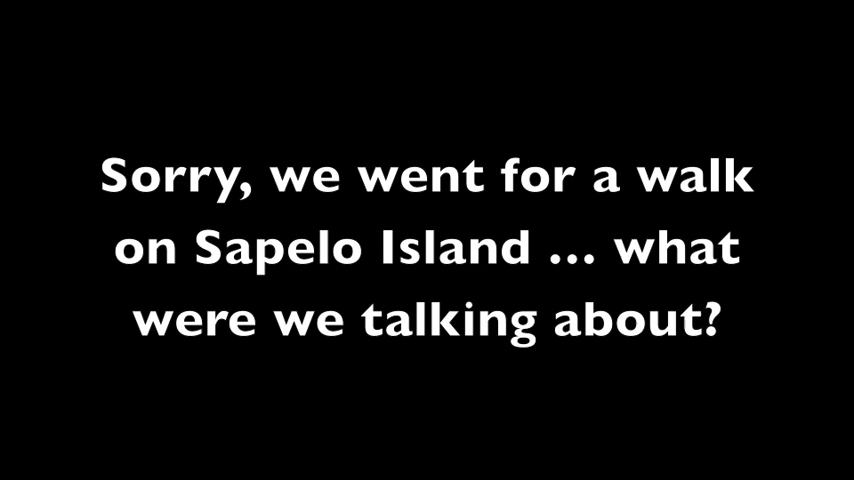 Sorry, we went for a walk
on Sapelo Island ... what
were we talking about?